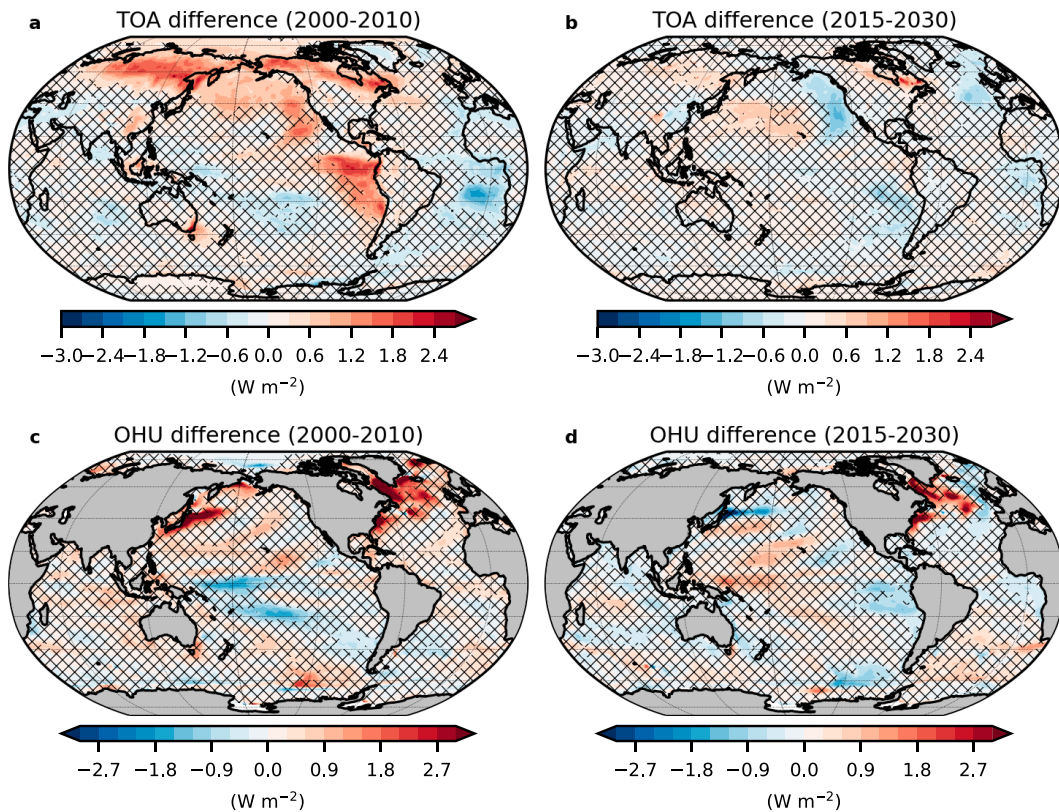 a TOA difference (2000-2010)
b TOA difference (2015-2030)
−3.0 −2.4 −1.8 −1.2 −0.6 0.0 0.6 1.2 1.8 2.4
(W m⁻²)
−3.0 −2.4 −1.8 −1.2 −0.6 0.0 0.6 1.2 1.8 2.4
(W m⁻²)
c OHU difference (2000-2010)
d OHU difference (2015-2030)
−2.7 −1.8 −0.9 0.0 0.9 1.8 2.7
(W m⁻²)
−2.7 −1.8 −0.9 0.0 0.9 1.8 2.7
(W m⁻²)